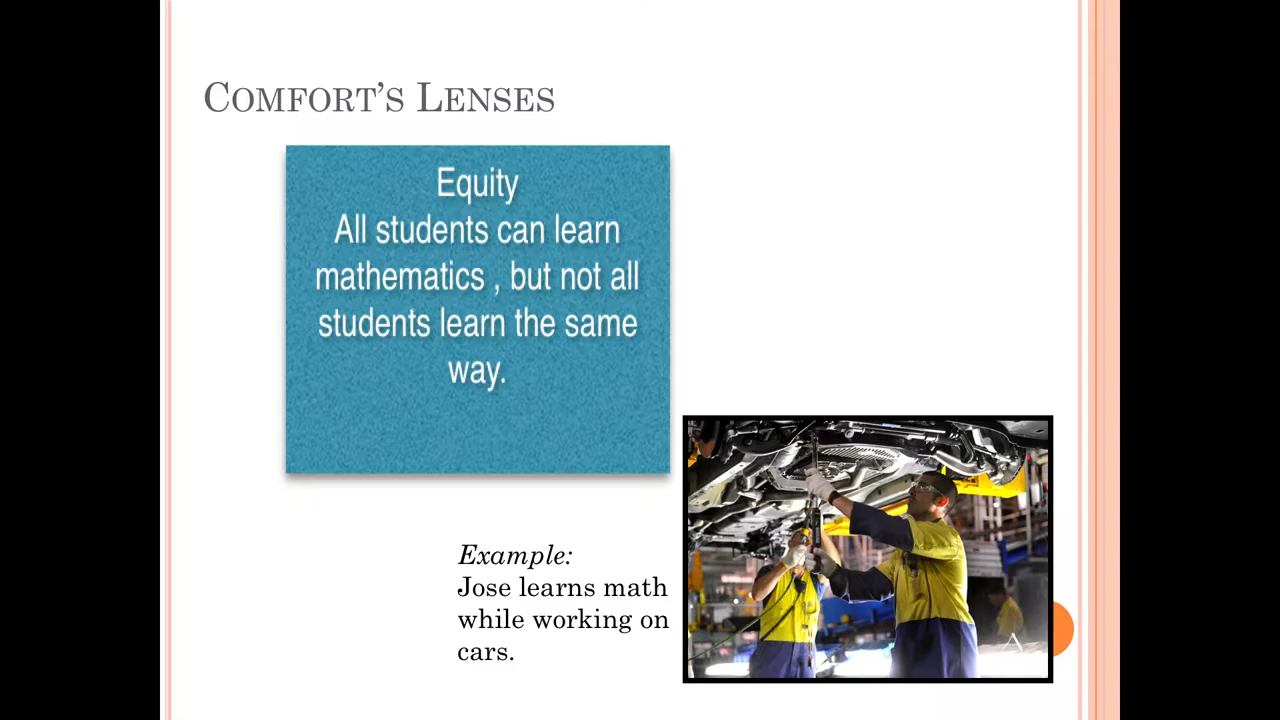 COMFORT'S LENSES
Equity
All students can learn
mathematics , but not all
students learn the same
way.
Example:
Jose learns math
while working on
cars.